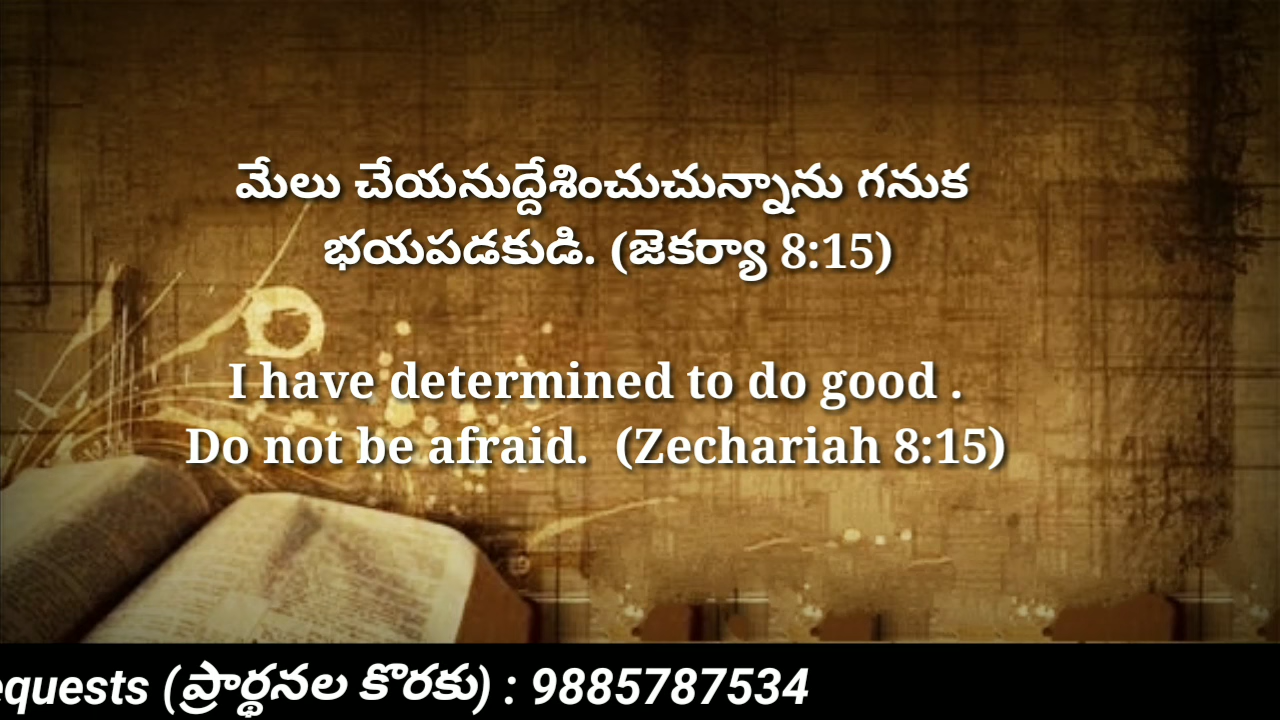 మేలు చేయనుద్దేశించుచున్నాను గనుక
భయపడకుడి. (జెకర్యా 8:15)
I have determined to do good .
Do not be afraid. (Zechariah 8:15)
equests (ప్రార్థనల కొరకు) : 9885787534